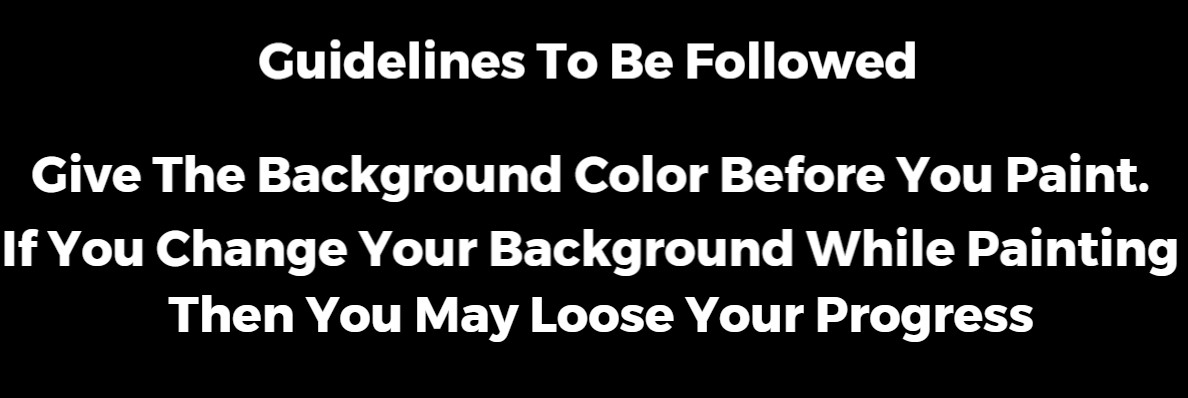 Guidelines To Be Followed
Give The Background Color Before You Paint.
If You Change Your Background While Painting
Then You May Loose Your Progress